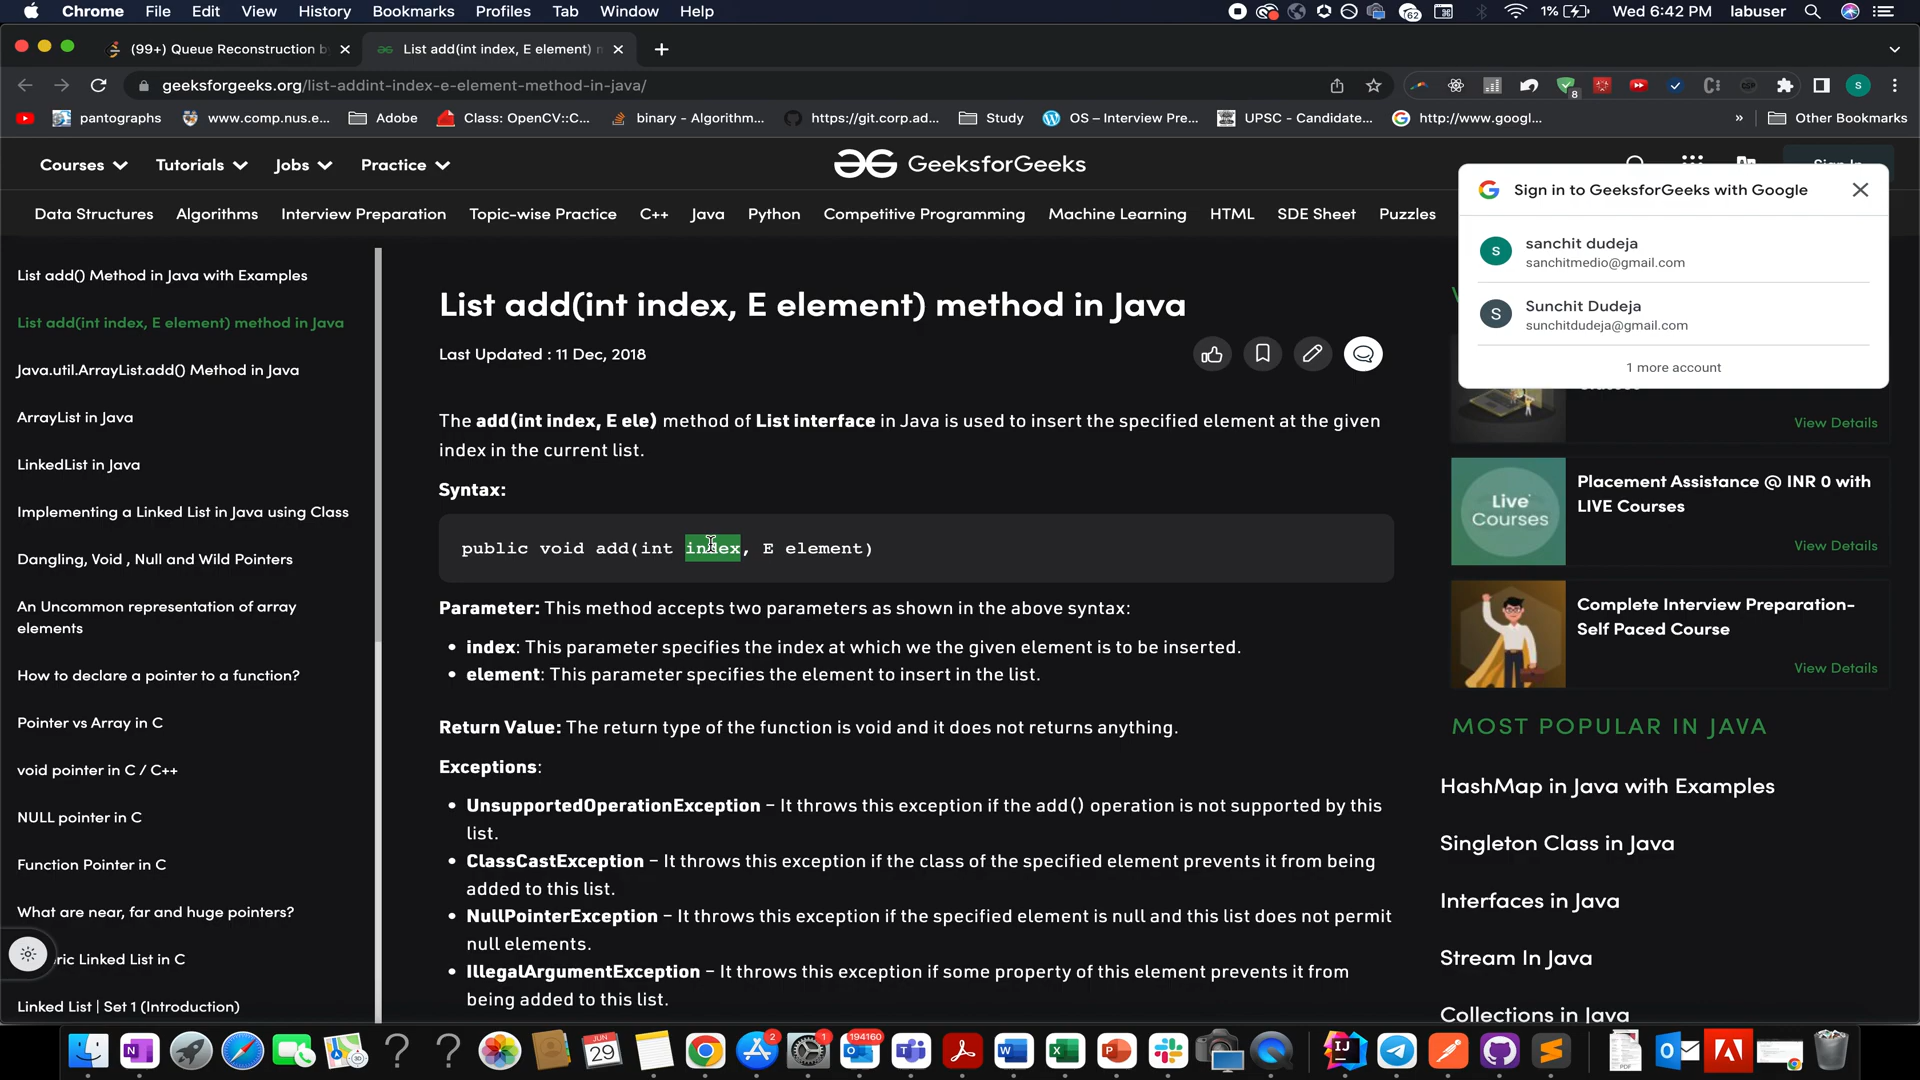 Chrome File Edit View History Bookmarks Profiles Tab Window Help
62
1% Wed 6:42 PM labuser
(99+) Queue Reconstruction b
List add(int index, E element) m
geeksforgeeks.org/list-addint-index-e-element-method-in-java/
8
S
pantographs www.comp.nus.e... Adobe Class: OpenCV::C... binary - Algorithm... https://git.corp.ad... Study OS – Interview Pre... UPSC - Candidate... http://www.googl... » Other Bookmarks
Courses Tutorials Jobs Practice
GeeksforGeeks
Sign In
Data Structures Algorithms Interview Preparation Topic-wise Practice C++ Java Python Competitive Programming Machine Learning HTML SDE Sheet Puzzles
Sign in to GeeksforGeeks with Google
s
sanchit dudeja
sanchitmedio@gmail.com
S
Sunchit Dudeja
sunchitdudeja@gmail.com
1 more account
List add() Method in Java with Examples
List add(int index, E element) method in Java
Java.util.ArrayList.add() Method in Java
ArrayList in Java
LinkedList in Java
Implementing a Linked List in Java using Class
Dangling, Void , Null and Wild Pointers
An Uncommon representation of array
elements
How to declare a pointer to a function?
Pointer vs Array in C
void pointer in C / C++
NULL pointer in C
Function Pointer in C
What are near, far and huge pointers?
ric Linked List in C
Linked List | Set 1 (Introduction)
List add(int index, E element) method in Java
Last Updated : 11 Dec, 2018
The add(int index, E ele) method of List interface in Java is used to insert the specified element at the given
index in the current list.
Syntax:
public void add(int index, E element)
Parameter: This method accepts two parameters as shown in the above syntax:
• index: This parameter specifies the index at which we the given element is to be inserted.
• element: This parameter specifies the element to insert in the list.
Return Value: The return type of the function is void and it does not returns anything.
Exceptions:
• UnsupportedOperationException – It throws this exception if the add() operation is not supported by this
list.
• ClassCastException – It throws this exception if the class of the specified element prevents it from being
added to this list.
• NullPointerException – It throws this exception if the specified element is null and this list does not permit
null elements.
• IllegalArgumentException – It throws this exception if some property of this element prevents it from
being added to this list.
View Details
Live
Courses
Placement Assistance @ INR 0 with
LIVE Courses
View Details
Complete Interview Preparation-
Self Paced Course
View Details
MOST POPULAR IN JAVA
HashMap in Java with Examples
Singleton Class in Java
Interfaces in Java
Stream In Java
Collections in Java
JUN
29
2
1
194160